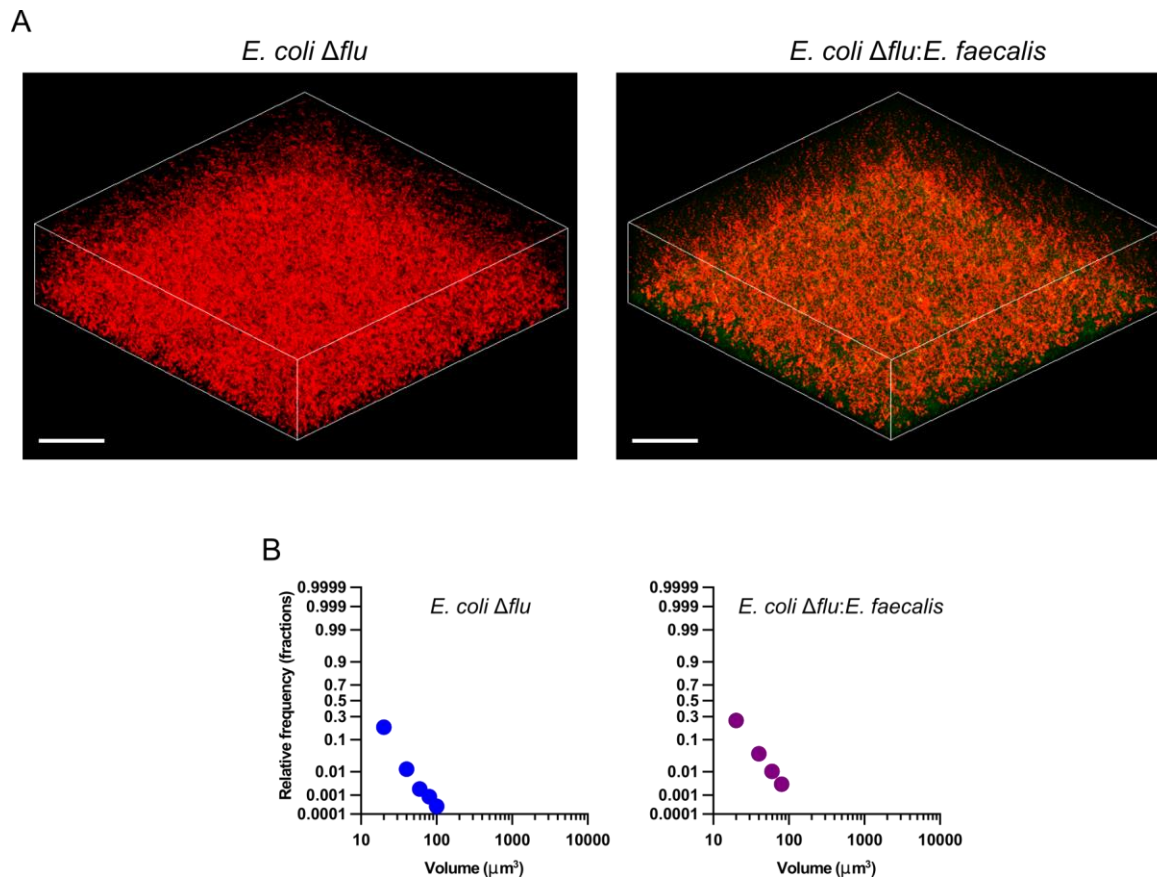 A
E. coli Δflu
E. coli Δflu:E. faecalis
B
Relative frequency (fractions)
0.9999
0.999
0.99
0.9
0.7
0.5
0.3
0.1
0.01
0.001
0.0001
E. coli Δflu
10 100 1000 10000
Volume (μm³)
0.9999
0.999
0.99
0.9
0.7
0.5
0.3
0.1
0.01
0.001
0.0001
E. coli Δflu:E. faecalis
10 100 1000 10000
Volume (μm³)